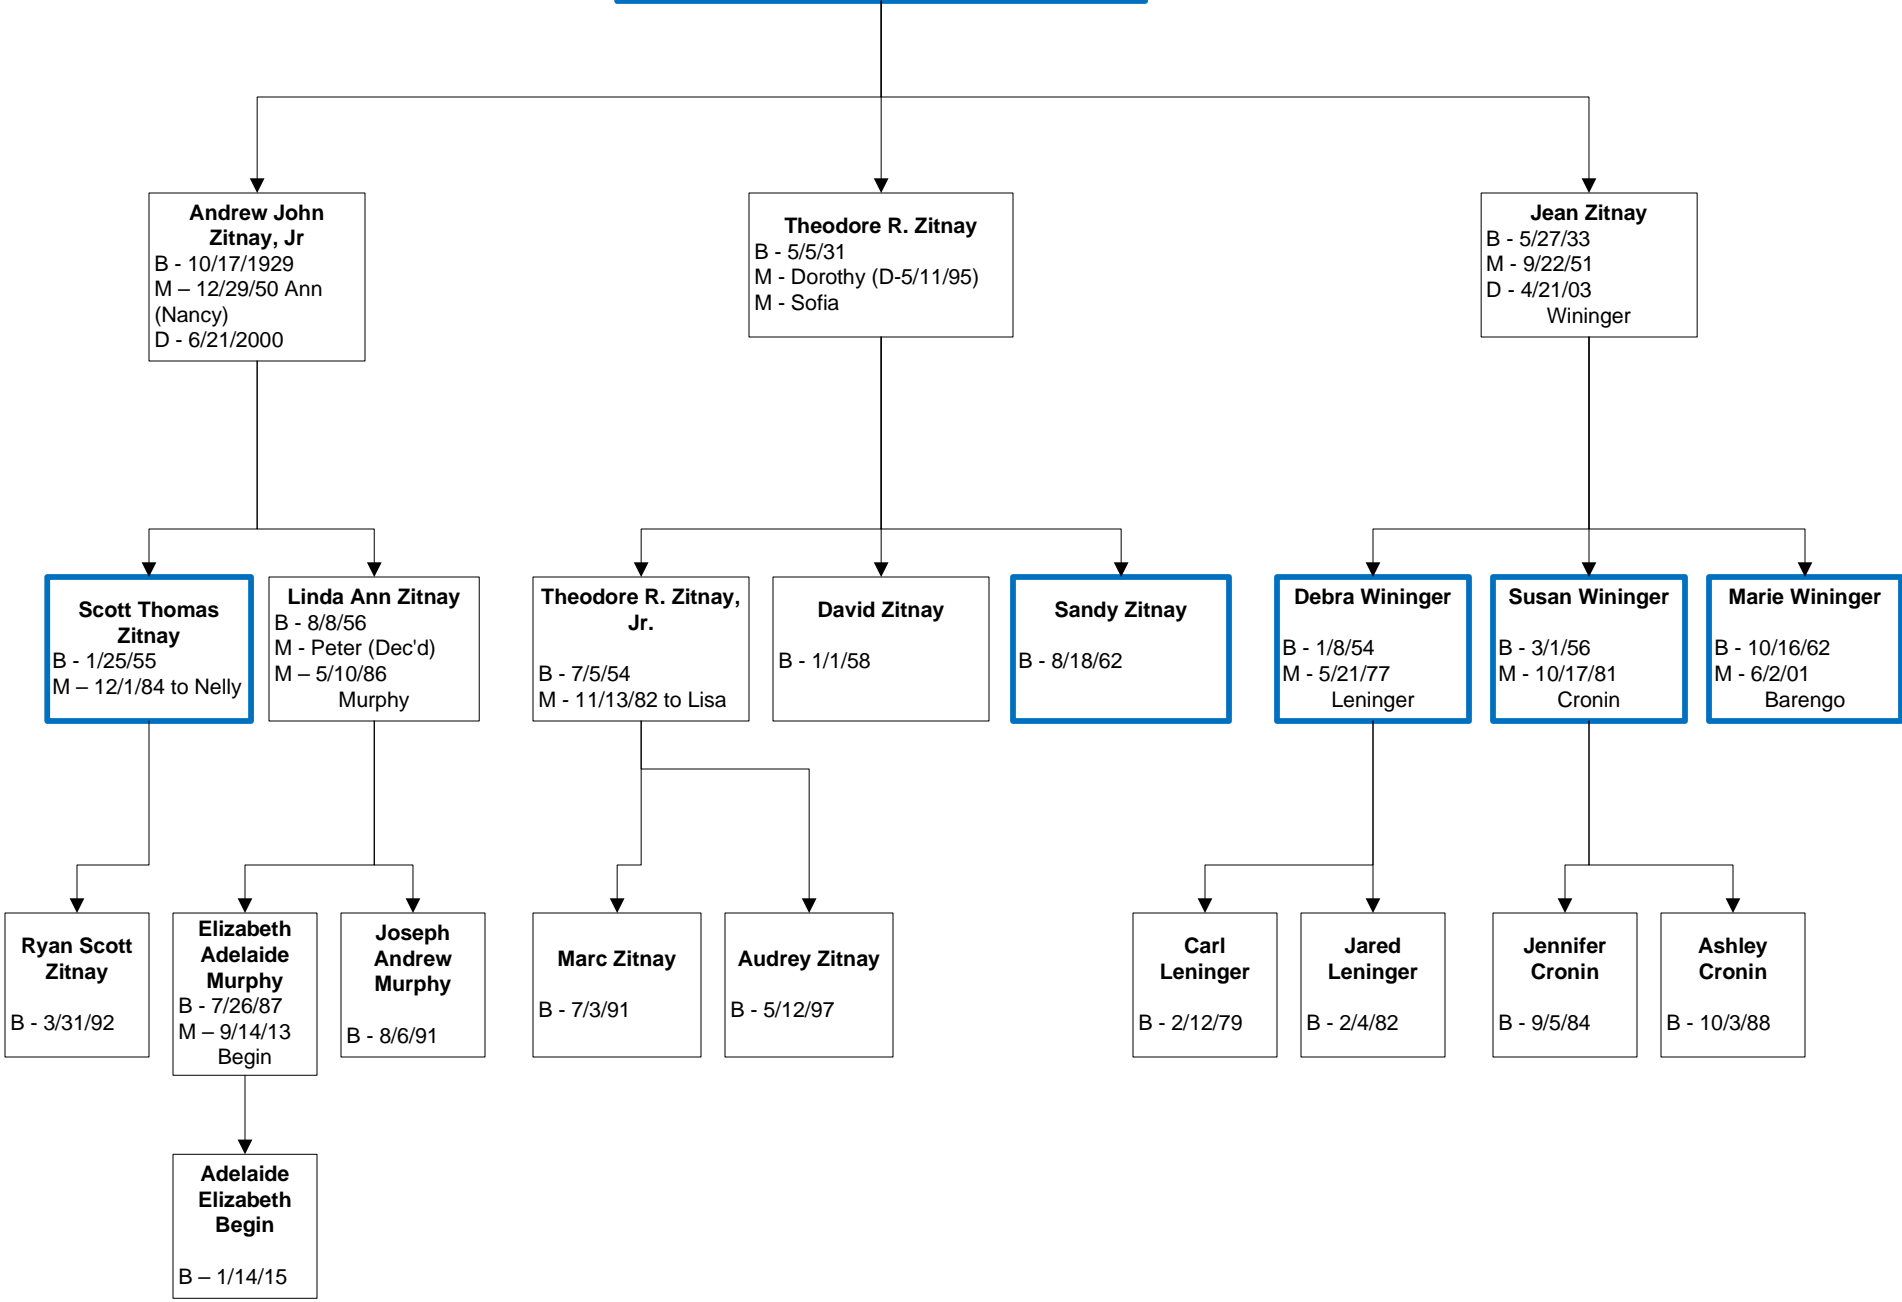 Andrew John
Zitnay, Jr
B - 10/17/1929
M – 12/29/50 Ann
(Nancy)
D - 6/21/2000
Theodore R. Zitnay
B - 5/5/31
M - Dorothy (D-5/11/95)
M - Sofia
Jean Zitnay
B - 5/27/33
M - 9/22/51
D - 4/21/03
Wininger
Scott Thomas
Zitnay
B - 1/25/55
M – 12/1/84 to Nelly
Linda Ann Zitnay
B - 8/8/56
M - Peter (Dec'd)
M – 5/10/86
Murphy
Theodore R. Zitnay,
Jr.
B - 7/5/54
M - 11/13/82 to Lisa
David Zitnay
B - 1/1/58
Sandy Zitnay
B - 8/18/62
Debra Wininger
B - 1/8/54
M - 5/21/77
Leninger
Susan Wininger
B - 3/1/56
M - 10/17/81
Cronin
Marie Wininger
B - 10/16/62
M - 6/2/01
Barengo
Ryan Scott
Zitnay
B - 3/31/92
Elizabeth
Adelaide
Murphy
B - 7/26/87
M – 9/14/13
Begin
Joseph
Andrew
Murphy
B - 8/6/91
Marc Zitnay
B - 7/3/91
Audrey Zitnay
B - 5/12/97
Carl
Leninger
B - 2/12/79
Jared
Leninger
B - 2/4/82
Jennifer
Cronin
B - 9/5/84
Ashley
Cronin
B - 10/3/88
Adelaide
Elizabeth
Begin
B – 1/14/15